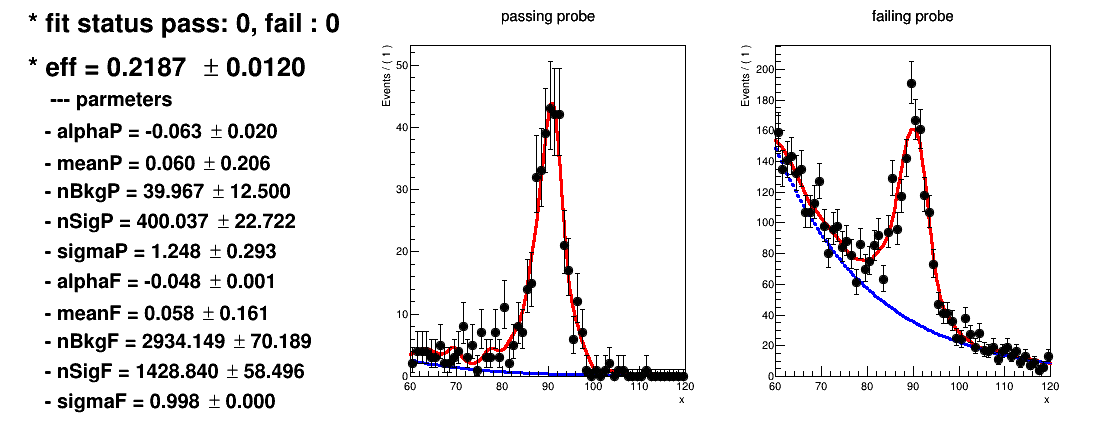 * fit status pass: 0, fail : 0
* eff = 0.2187 ± 0.0120
--- parmeters
- alphaP = -0.063 ± 0.020
- meanP = 0.060 ± 0.206
- nBkgP = 39.967 ± 12.500
- nSigP = 400.037 ± 22.722
- sigmaP = 1.248 ± 0.293
- alphaF = -0.048 ± 0.001
- meanF = 0.058 ± 0.161
- nBkgF = 2934.149 ± 70.189
- nSigF = 1428.840 ± 58.496
- sigmaF = 0.998 ± 0.000
passing probe
Events / ( 1 )
50
40
30
20
10
0
60 70 80 90 100 110 120
x
failing probe
Events / ( 1 )
200
180
160
140
120
100
80
60
40
20
0
60 70 80 90 100 110 120
x